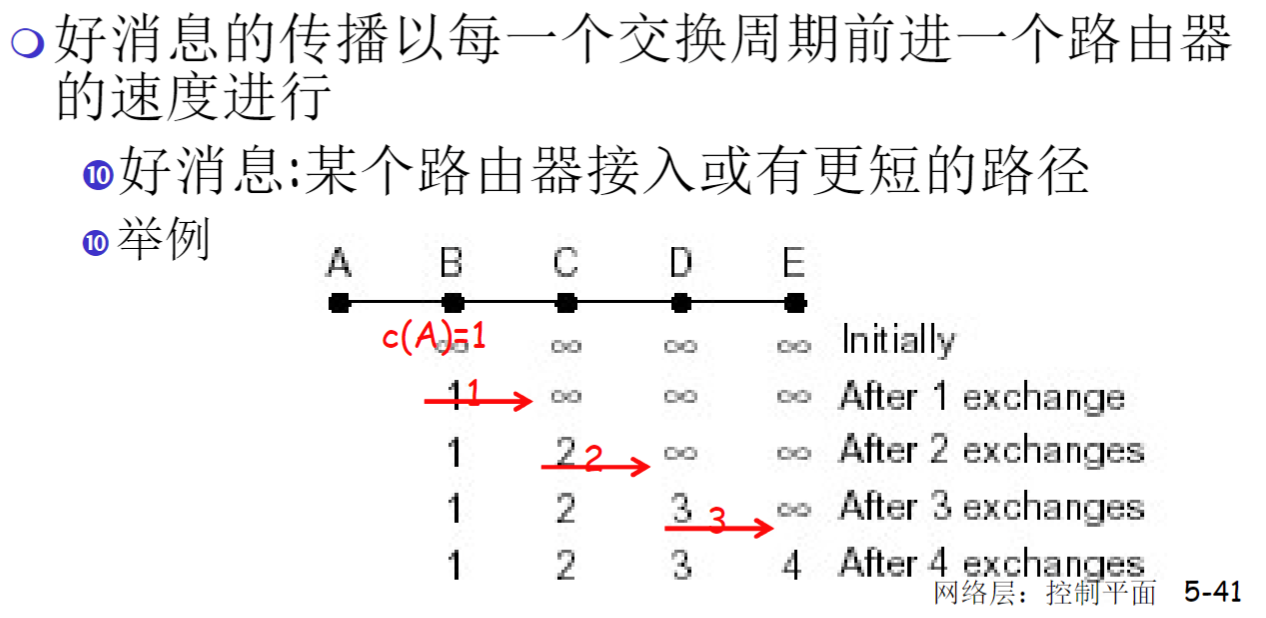 好消息的传播以每一个交换周期前进一个路由器
的速度进行
⑩好消息:某个路由器接入或有更短的路径
⑩举例
A B C D E
c(A)=1
∞ ∞ ∞ ∞ Initially
1 1 ∞ ∞ ∞ After 1 exchange
1 2 2 ∞ ∞ After 2 exchanges
1 2 3 3 ∞ After 3 exchanges
1 2 3 4 After 4 exchanges
网络层：控制平面 5-41